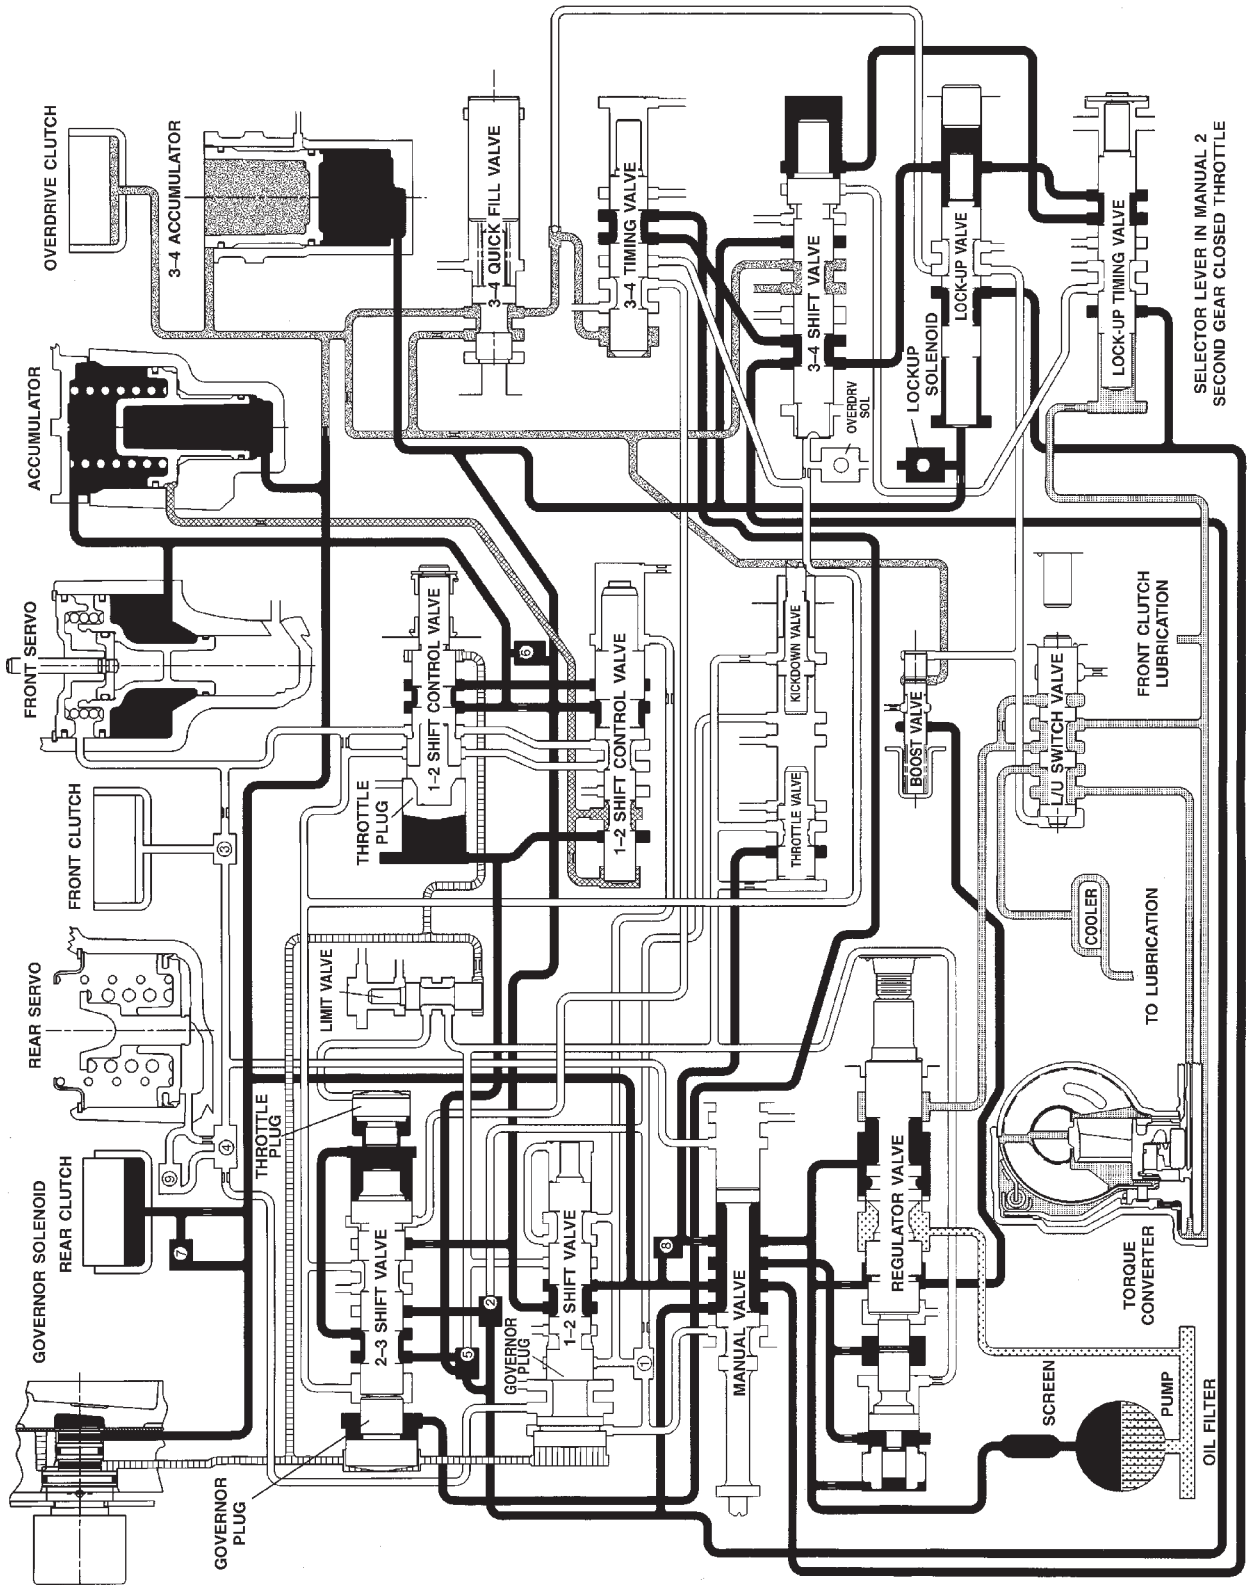 OVERDRIVE CLUTCH
3-4 ACCUMULATOR
3-4 QUICK FILL VALVE
3-4 TIMING VALVE
3-4 SHIFT VALVE
LOCK-UP VALVE
LOCK-UP TIMING VALVE
SELECTOR LEVER IN MANUAL 2
SECOND GEAR CLOSED THROTTLE
ACCUMULATOR
OVERDRV
SOL
LOCKUP
SOLENOID
FRONT SERVO
1-2 SHIFT CONTROL VALVE
6
1-2 SHIFT CONTROL VALVE
KICKDOWN VALVE
BOOST VALVE
L/U SWITCH VALVE
FRONT CLUTCH
LUBRICATION
FRONT CLUTCH
3
THROTTLE
PLUG
THROTTLE VALVE
COOLER
TO LUBRICATION
REAR SERVO
LIMIT VALVE
REAR CLUTCH
9
4
7
THROTTLE
PLUG
2-3 SHIFT VALVE
2
5
1-2 SHIFT VALVE
8
1
GOVERNOR
PLUG
MANUAL VALVE
REGULATOR VALVE
TORQUE
CONVERTER
GOVERNOR SOLENOID
GOVERNOR
PLUG
SCREEN
PUMP
OIL FILTER